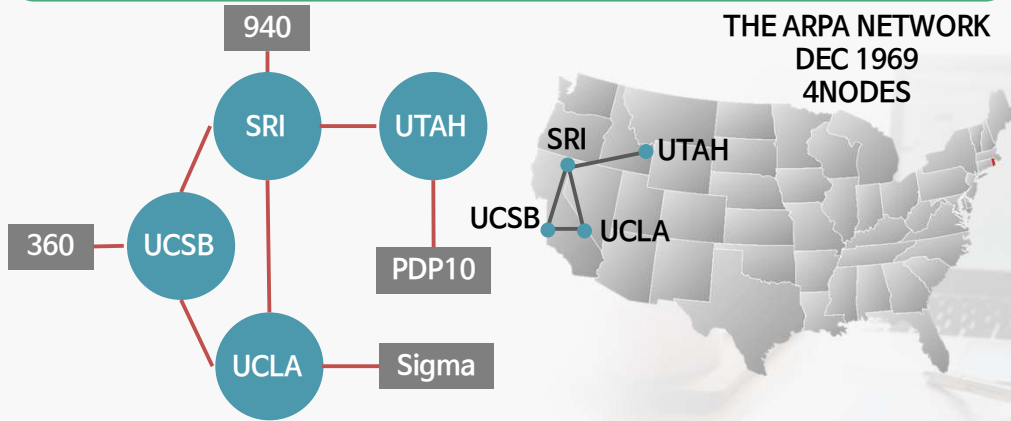 940
SRI
UTAH
UCSB
360
PDP10
UCLA
Sigma
THE ARPA NETWORK
DEC 1969
4NODES
SRI
UTAH
UCSB
UCLA